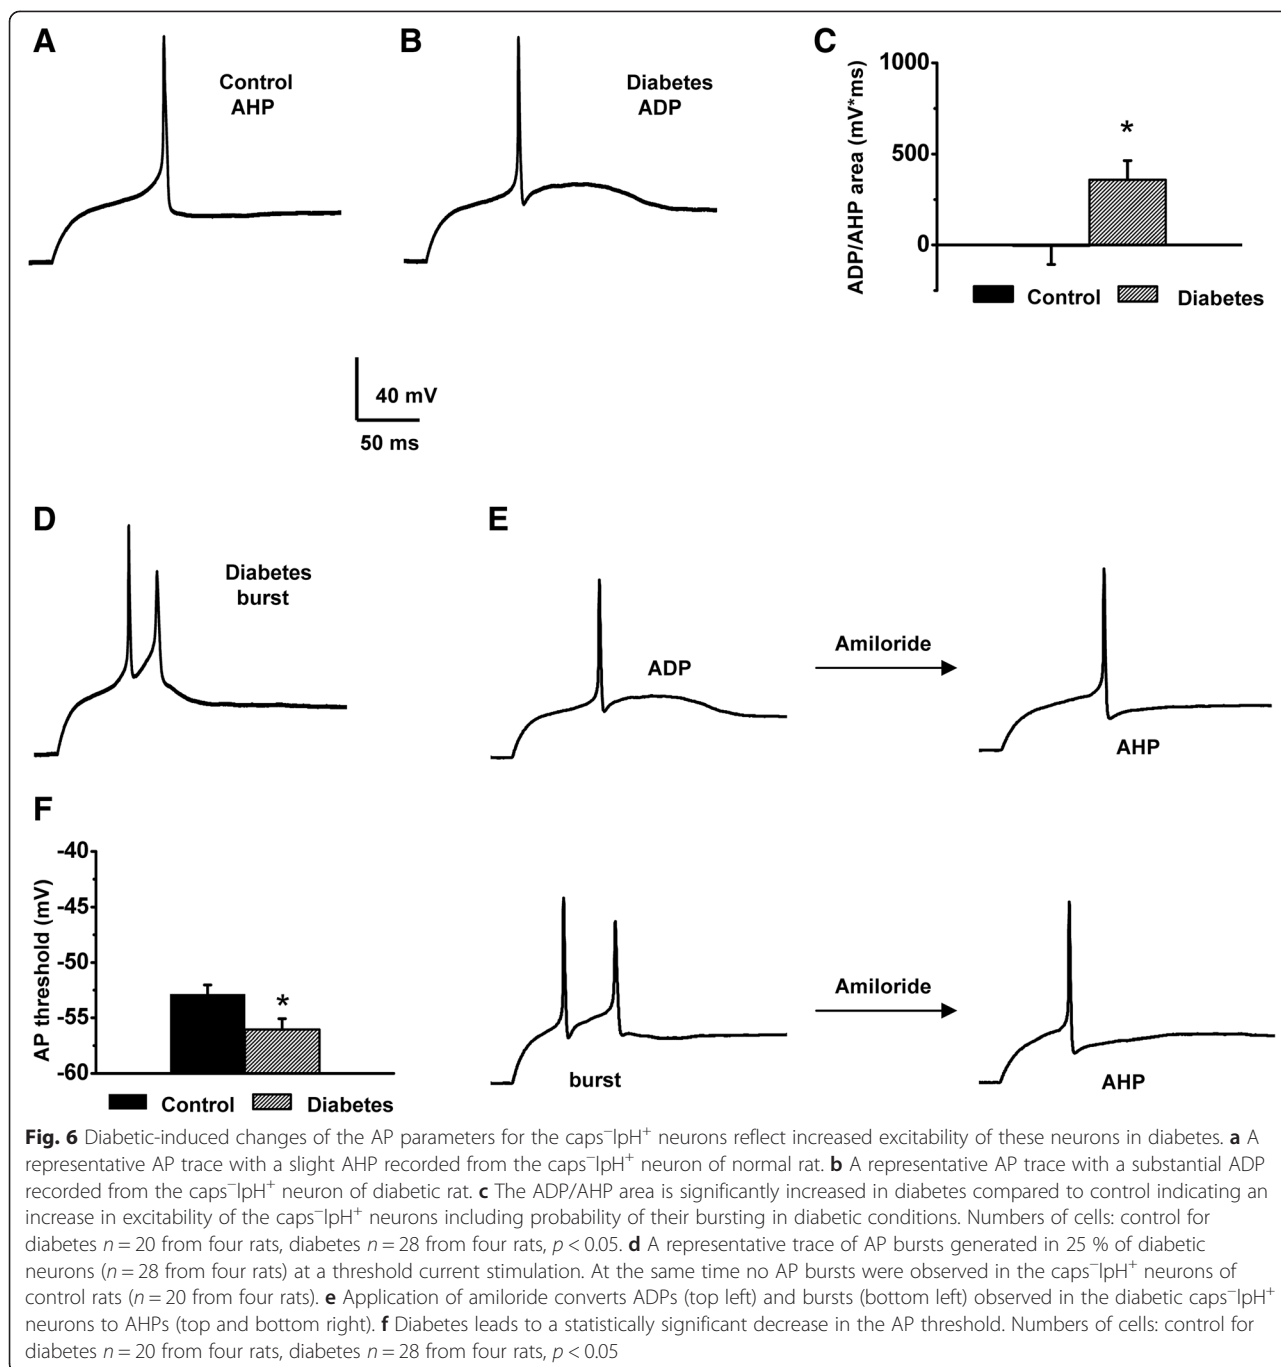 A
Control
AHP
B
Diabetes
ADP
C
ADP/AHP area (mV*ms)
1000
500
0
*
Control
Diabetes
40 mV
50 ms
D
Diabetes
burst
E
ADP
Amiloride
AHP
burst
Amiloride
AHP
F
AP threshold (mV)
-40
-45
-50
-55
-60
*
Control
Diabetes
Fig. 6 Diabetic-induced changes of the AP parameters for the caps⁻lpH⁺ neurons reflect increased excitability of these neurons in diabetes. a A
representative AP trace with a slight AHP recorded from the caps⁻lpH⁺ neuron of normal rat. b A representative AP trace with a substantial ADP
recorded from the caps⁻lpH⁺ neuron of diabetic rat. c The ADP/AHP area is significantly increased in diabetes compared to control indicating an
increase in excitability of the caps⁻lpH⁺ neurons including probability of their bursting in diabetic conditions. Numbers of cells: control for
diabetes n = 20 from four rats, diabetes n = 28 from four rats, p < 0.05. d A representative trace of AP bursts generated in 25 % of diabetic
neurons (n = 28 from four rats) at a threshold current stimulation. At the same time no AP bursts were observed in the caps⁻lpH⁺ neurons of
control rats (n = 20 from four rats). e Application of amiloride converts ADPs (top left) and bursts (bottom left) observed in the diabetic caps⁻lpH⁺
neurons to AHPs (top and bottom right). f Diabetes leads to a statistically significant decrease in the AP threshold. Numbers of cells: control for
diabetes n = 20 from four rats, diabetes n = 28 from four rats, p < 0.05